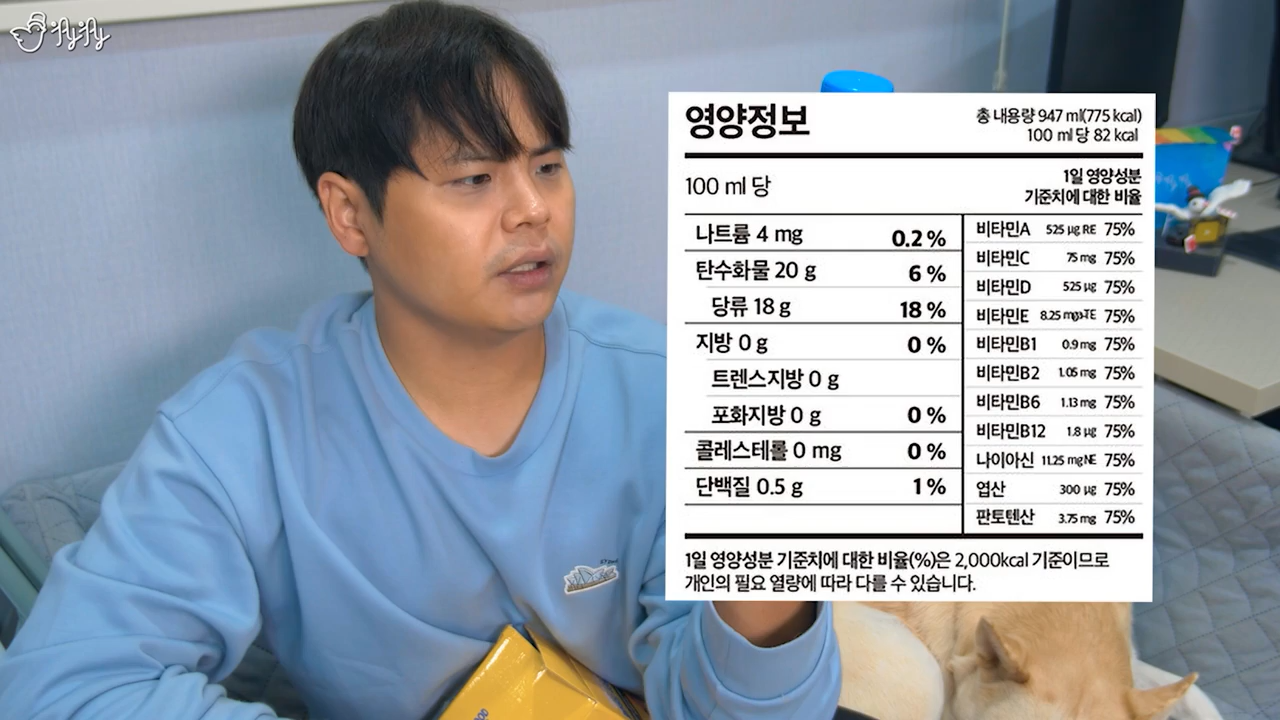 영양정보
총 내용량 947 ml(775 kcal)
100 ml 당 82 kcal
100 ml 당
1일 영양성분
기준치에 대한 비율
나트륨 4 mg 0.2 %
탄수화물 20 g 6 %
당류 18 g 18 %
지방 0 g 0 %
트렌스지방 0 g
포화지방 0 g 0 %
콜레스테롤 0 mg 0 %
단백질 0.5 g 1 %
비타민A 525 µg RE 75%
비타민C 75 mg 75%
비타민D 525 µg 75%
비타민E 8.25 mgα-TE 75%
비타민B1 0.9 mg 75%
비타민B2 1.05 mg 75%
비타민B6 1.13 mg 75%
비타민B12 1.8 µg 75%
나이아신 11.25 mg NE 75%
엽산 300 µg 75%
판토텐산 3.75 mg 75%
1일 영양성분 기준치에 대한 비율(%)은 2,000kcal 기준이므로
개인의 필요 열량에 따라 다를 수 있습니다.